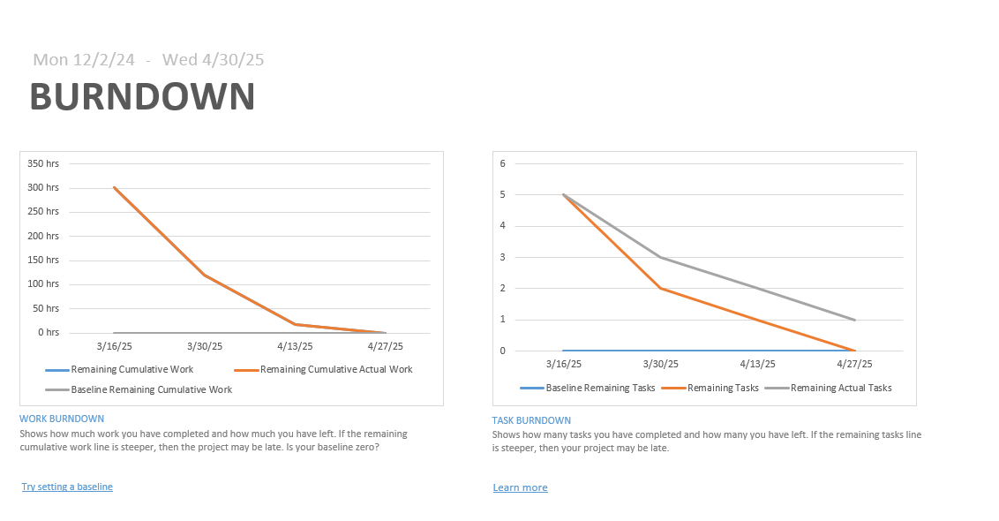 Mon 12/2/24 - Wed 4/30/25
BURNDOWN
350 hrs
300 hrs
250 hrs
200 hrs
150 hrs
100 hrs
50 hrs
0 hrs
3/16/25 3/30/25 4/13/25 4/27/25
Remaining Cumulative Work Remaining Cumulative Actual Work
Baseline Remaining Cumulative Work
WORK BURNDOWN
Shows how much work you have completed and how much you have left. If the remaining
cumulative work line is steeper, then the project may be late. Is your baseline zero?
Try setting a baseline
6
5
4
3
2
1
0
3/16/25 3/30/25 4/13/25 4/27/25
Baseline Remaining Tasks Remaining Tasks Remaining Actual Tasks
TASK BURNDOWN
Shows how many tasks you have completed and how many you have left. If the remaining tasks line
is steeper, then your project may be late.
Learn more